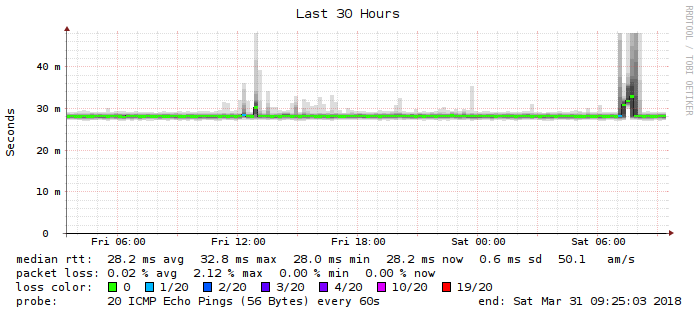 Last 30 Hours
RRDTOOL / TOBI OETIKER
Seconds
40 m
30 m
20 m
10 m
0
Fri 06:00 Fri 12:00 Fri 18:00 Sat 00:00 Sat 06:00
median rtt: 28.2 ms avg 32.8 ms max 28.0 ms min 28.2 ms now 0.6 ms sd 50.1 am/s
packet loss: 0.02 % avg 2.12 % max 0.00 % min 0.00 % now
loss color: 0 1/20 2/20 3/20 4/20 10/20 19/20
probe: 20 ICMP Echo Pings (56 Bytes) every 60s end: Sat Mar 31 09:25:03 2018